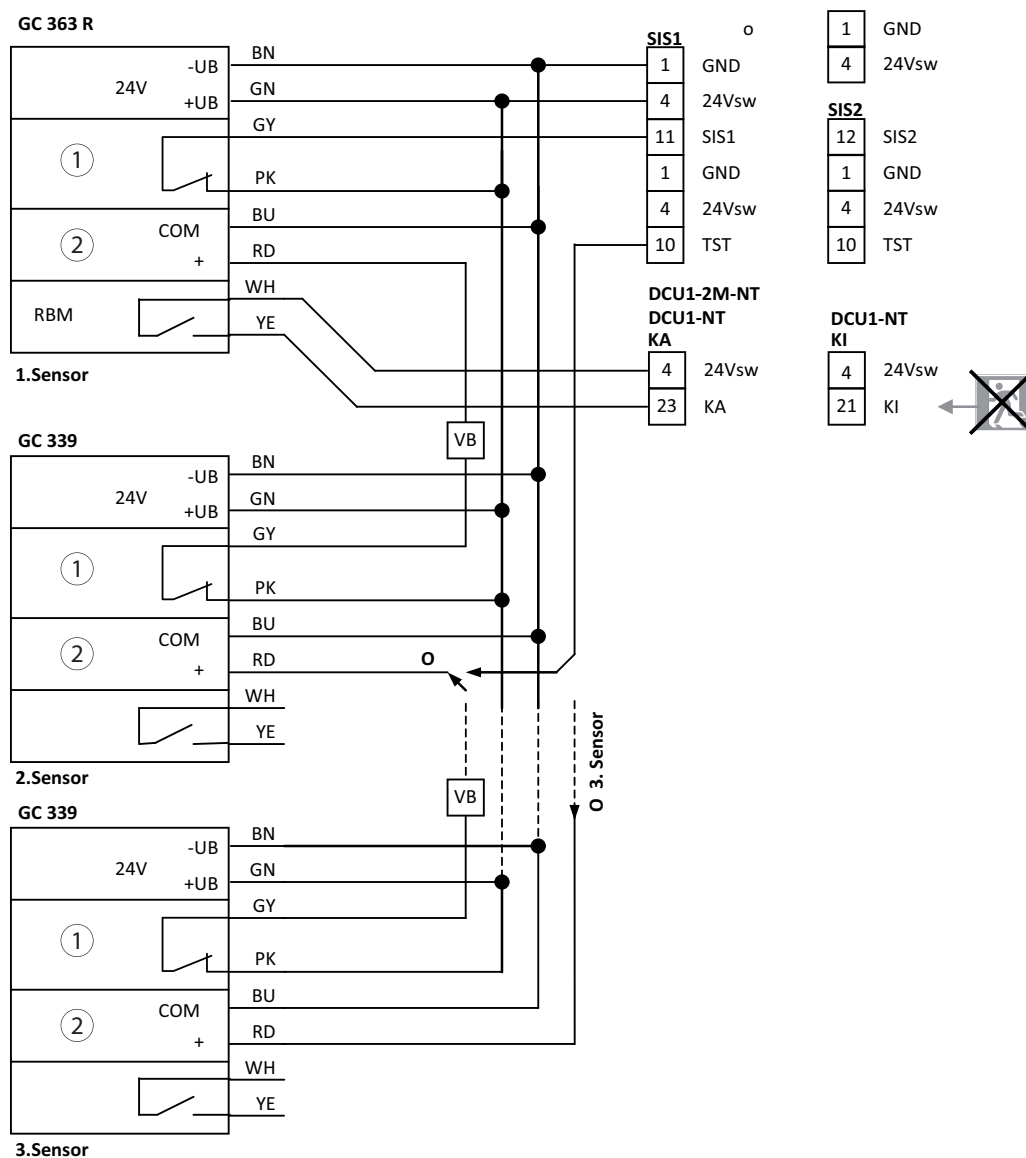 GC 363 R
-UB BN
24V
+UB GN
1 GY
PK
2 COM BU
+ RD
RBM WH
YE
1.Sensor
SIS1 o
1 GND
4 24Vsw
11 SIS1
1 GND
4 24Vsw
10 TST
1 GND
4 24Vsw
SIS2
12 SIS2
1 GND
4 24Vsw
10 TST
DCU1-2M-NT
DCU1-NT
KA
4 24Vsw
23 KA
DCU1-NT
KI
4 24Vsw
21 KI
VB
GC 339
-UB BN
24V
+UB GN
1 GY
PK
2 COM BU
+ RD O
WH
YE
2.Sensor
VB
O 3. Sensor
GC 339
-UB BN
24V
+UB GN
1 GY
PK
2 COM BU
+ RD
WH
YE
3.Sensor